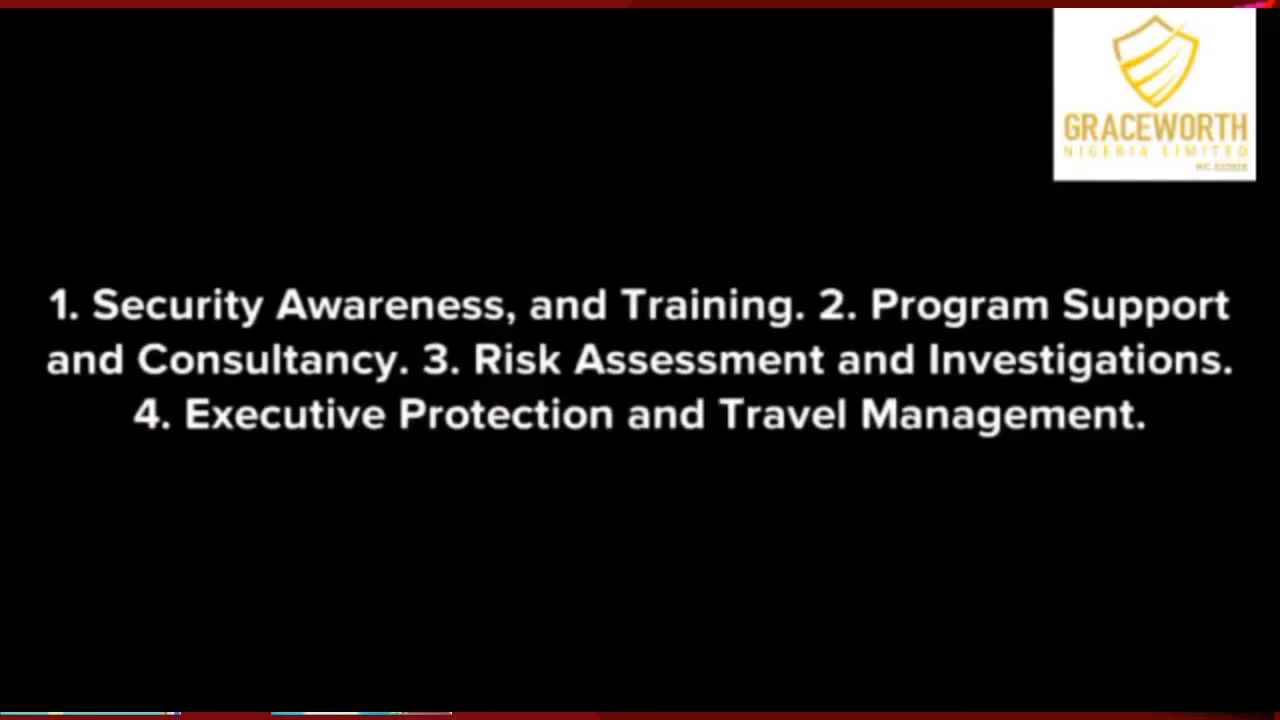 GRACEWORTH
NIGERIA LIMITED
1. Security Awareness, and Training. 2. Program Support
and Consultancy. 3. Risk Assessment and Investigations.
4. Executive Protection and Travel Management.